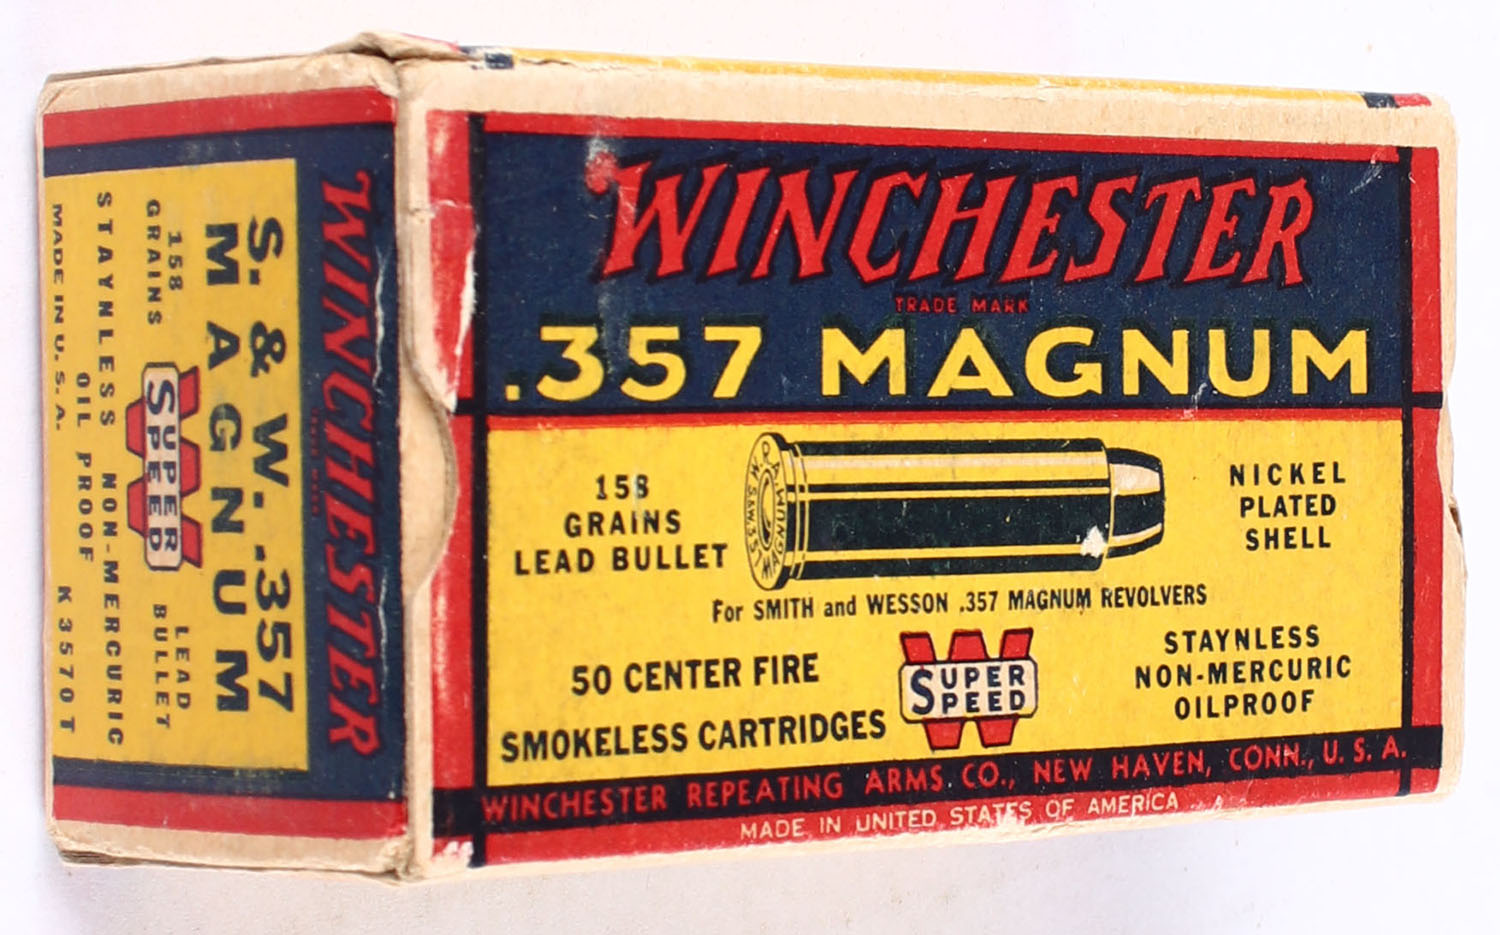 WINCHESTER
TRADE MARK
.357 MAGNUM
158
GRAINS
LEAD BULLET
NICKEL
PLATED
SHELL
For SMITH and WESSON .357 MAGNUM REVOLVERS
50 CENTER FIRE
SMOKELESS CARTRIDGES
W
SUPER
SPEED
STAYNLESS
NON-MERCURIC
OILPROOF
WINCHESTER REPEATING ARMS CO., NEW HAVEN, CONN., U. S. A.
MADE IN UNITED STATES OF AMERICA
WINCHESTER
TRADE MARK
S. & W. .357
MAGNUM
158
GRAINS
W
SUPER
SPEED
LEAD
BULLET
STAYNLESS NON-MERCURIC
OIL PROOF
MADE IN U.S.A. K3570T